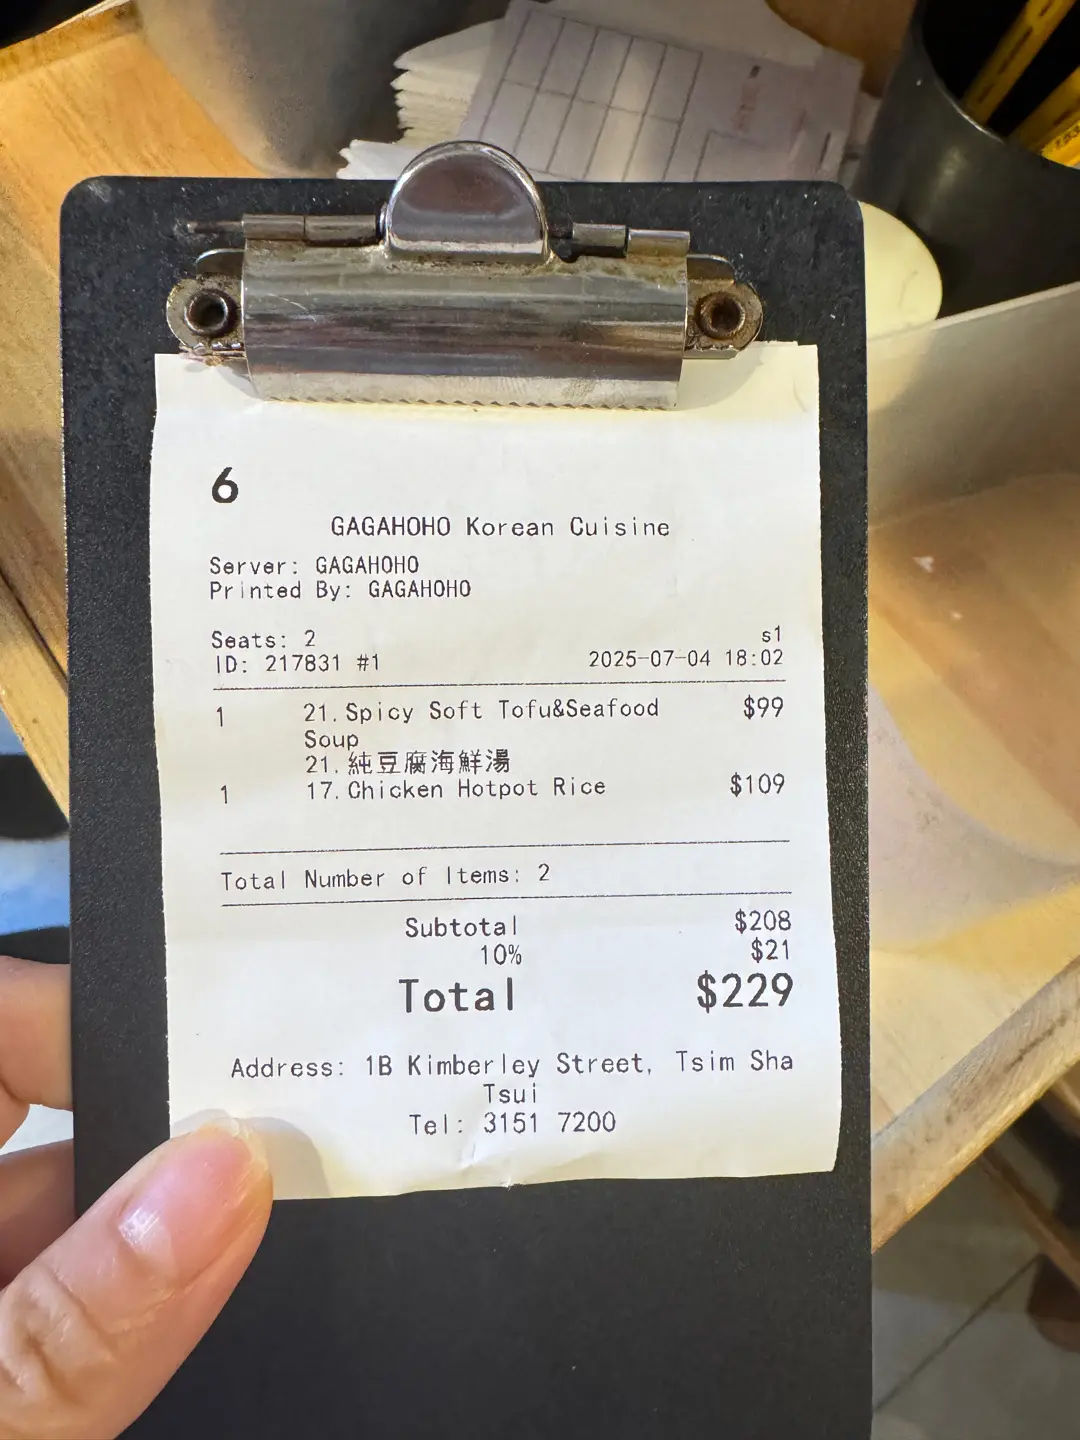 6
GAGAHOHO Korean Cuisine
Server: GAGAHOHO
Printed By: GAGAHOHO
Seats: 2 s1
ID: 217831 #1 2025-07-04 18:02
1 21.Spicy Soft Tofu&Seafood $99
Soup
21.純豆腐海鮮湯
1 17.Chicken Hotpot Rice $109
Total Number of Items: 2
Subtotal $208
10% $21
Total $229
Address: 1B Kimberley Street, Tsim Sha
Tsui
Tel: 3151 7200